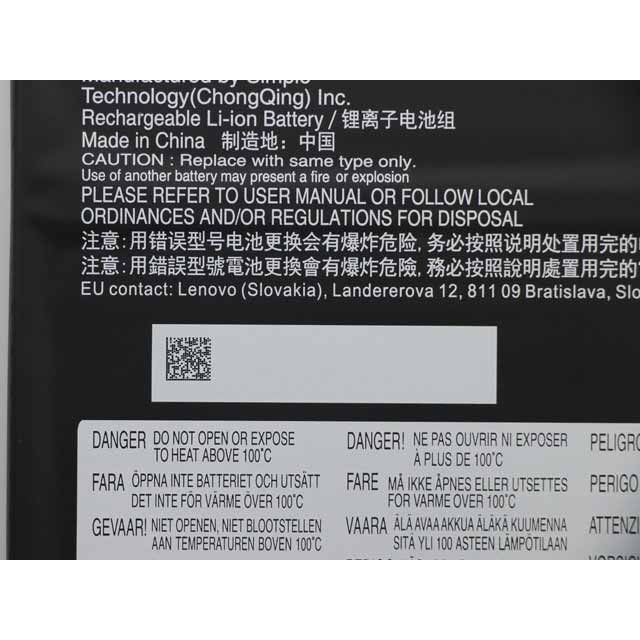 Manufactured by Simplo
Technology(ChongQing) Inc.
Rechargeable Li-ion Battery / 锂离子电池组
Made in China 制造地：中国
CAUTION : Replace with same type only.
Use of another battery may present a fire or explosion
PLEASE REFER TO USER MANUAL OR FOLLOW LOCAL
ORDINANCES AND/OR REGULATIONS FOR DISPOSAL
注意: 用错误型号电池更换会有爆炸危险, 务必按照说明处置用完的
注意: 用錯誤型號電池更換會有爆炸危險, 務必按照說明處置用完的
EU contact: Lenovo (Slovakia), Landererova 12, 811 09 Bratislava, Slo
DANGER DO NOT OPEN OR EXPOSE
TO HEAT ABOVE 100°C
FARA ÖPPNA INTE BATTERIET OCH UTSÄTT
DET INTE FÖR VÄRME ÖVER 100°C
GEVAAR! NIET OPENEN, NIET BLOOTSTELLEN
AAN TEMPERATUREN BOVEN 100°C
DANGER! NE PAS OUVRIR NI EXPOSER
À PLUS DE 100°C
FARE MÅ IKKE ÅPNES ELLER UTSETTES
FOR VARME OVER 100°C
VAARA ÄLÄ AVAA AKKUA ÄLÄKÄ KUUMENNA
SITÄ YLI 100 ASTEEN LÄMPÖTILAAN
PELIGRO
PERIGO
ATTENZI